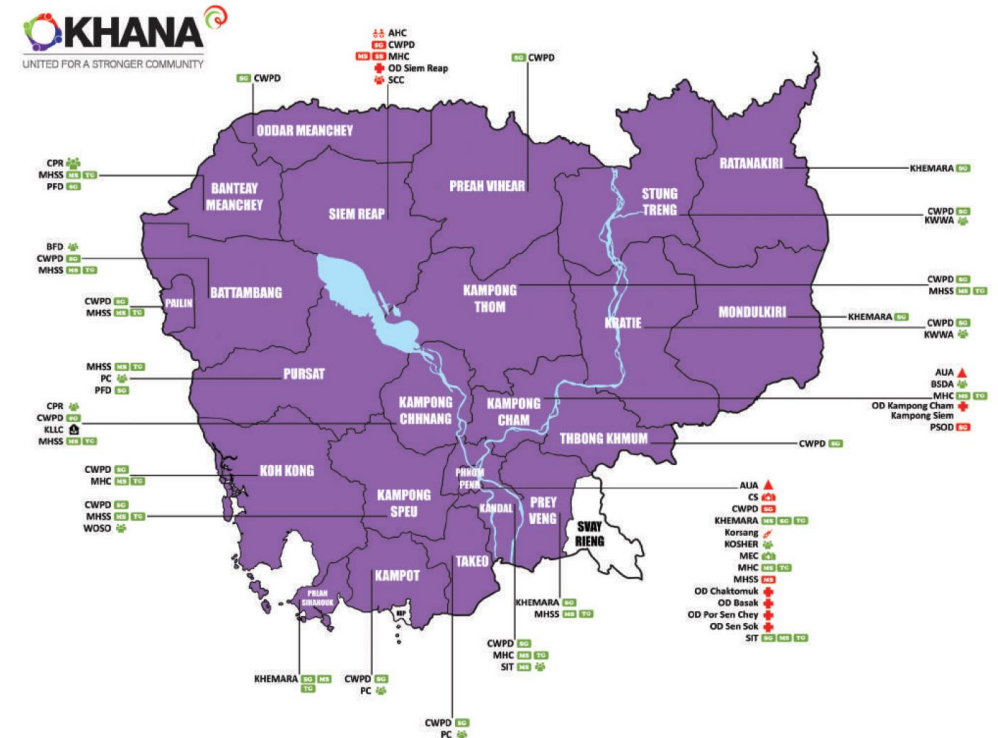 KHANA
UNITED FOR A STRONGER COMMUNITY
AHC
SG CWPD
MS SG MHC
OD Siem Reap
SCC
SG CWPD
SG CWPD
ODDAR MEANCHEY
CPR
MHSS MS TG
PFD SG
BANTEAY
MEANCHEY
SIEM REAP
PREAH VIHEAR
STUNG
TRENG
RATANAKIRI
KHEMARA SG
CWPD SG
KWWA
BFD
CWPD SG
MHSS MS TG
BATTAMBANG
PAILIN
CWPD SG
MHSS MS TG
KAMPONG
THOM
CWPD SG
MHSS MS TG
KRATIE
MONDULKIRI
KHEMARA SG
CWPD SG
KWWA
MHSS MS TG
PC
PFD SG
PURSAT
AUA
BSDA
MHC MS TG
OD Kampong Cham
Kampong Siem
PSOD SG
CPR
CWPD SG
KLLC
MHSS MS TG
KAMPONG
CHHNANG
KAMPONG
CHAM
THBONG KHMUM
CWPD SG
CWPD SG
MHC MS TG
KOH KONG
CWPD SG
MHSS MS TG
WOSO
KAMPONG
SPEU
PHNOM
PENH
KANDAL
PREY
VENG
SVAY
RIENG
AUA
CS
CWPD SG
KHEMARA MS SG TG
Korsang
KOSHER
MEC
MHC MS TG
MHSS MS
OD Chaktomuk
OD Basak
OD Por Sen Chey
OD Sen Sok
SIT SG MS TG
TAKEO
KAMPOT
PREAH
SIHANOUK
KEP
KHEMARA SG
MHSS MS TG
CWPD SG
MHC MS TG
SIT MS
KHEMARA SG MS
TG
CWPD SG
PC
CWPD SG
PC